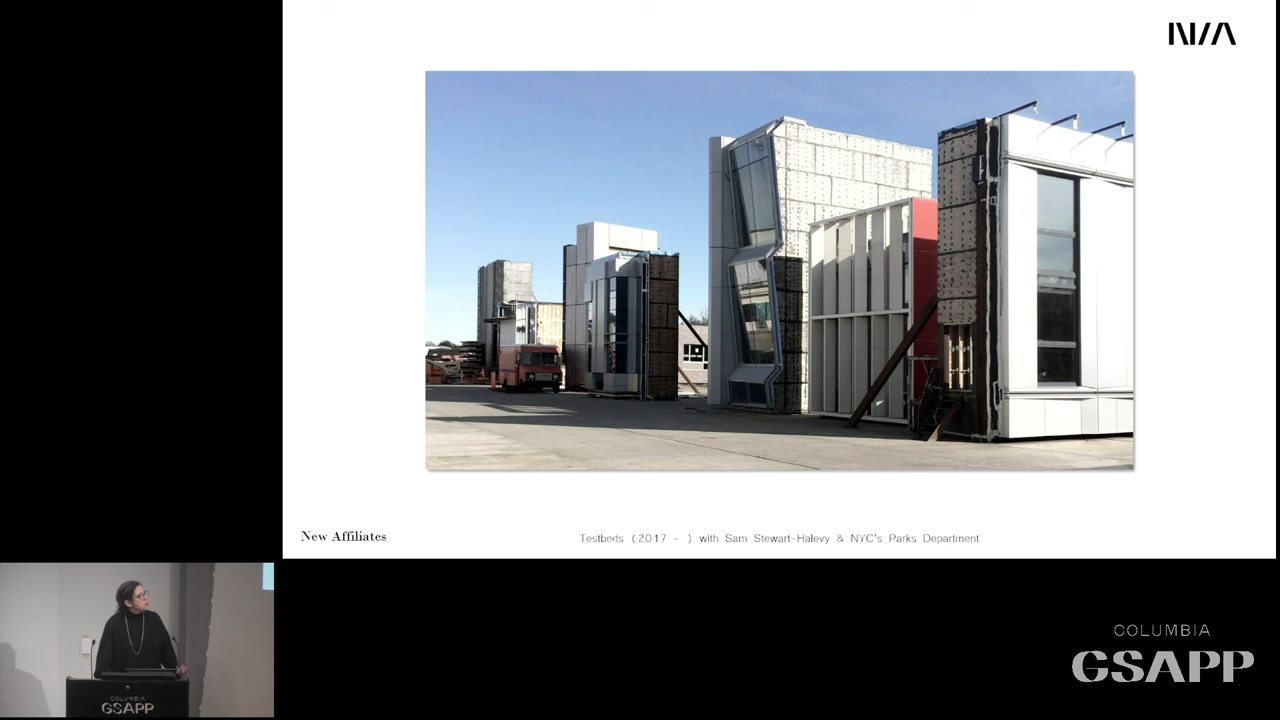 N/A
New Affiliates
Testbeds (2017 - ) with Sam Stewart-Halevy & NYC's Parks Department
COLUMBIA
GSAPP
COLUMBIA
GSAPP